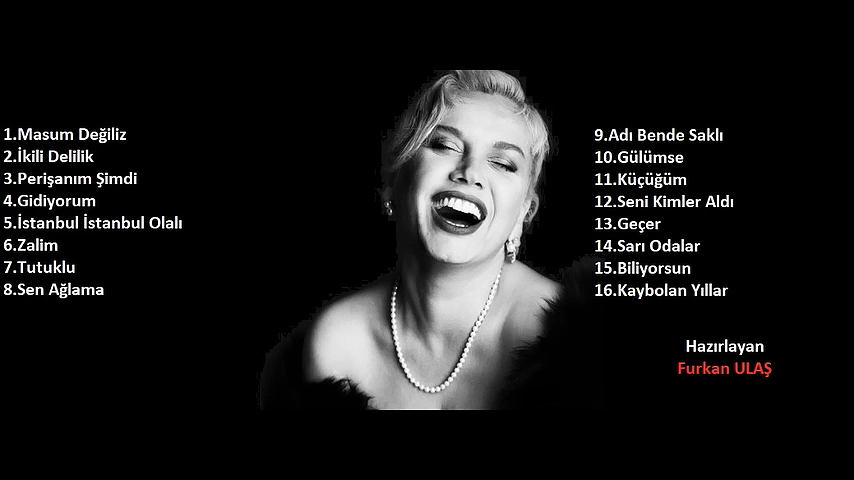 1.Masum Değiliz
2.İkili Delilik
3.Perişanım Şimdi
4.Gidiyorum
5.İstanbul İstanbul Olalı
6.Zalim
7.Tutuklu
8.Sen Ağlama
9.Adı Bende Saklı
10.Gülümse
11.Küçüğüm
12.Seni Kimler Aldı
13.Geçer
14.Sarı Odalar
15.Biliyorsun
16.Kaybolan Yıllar
Hazırlayan
Furkan ULAŞ